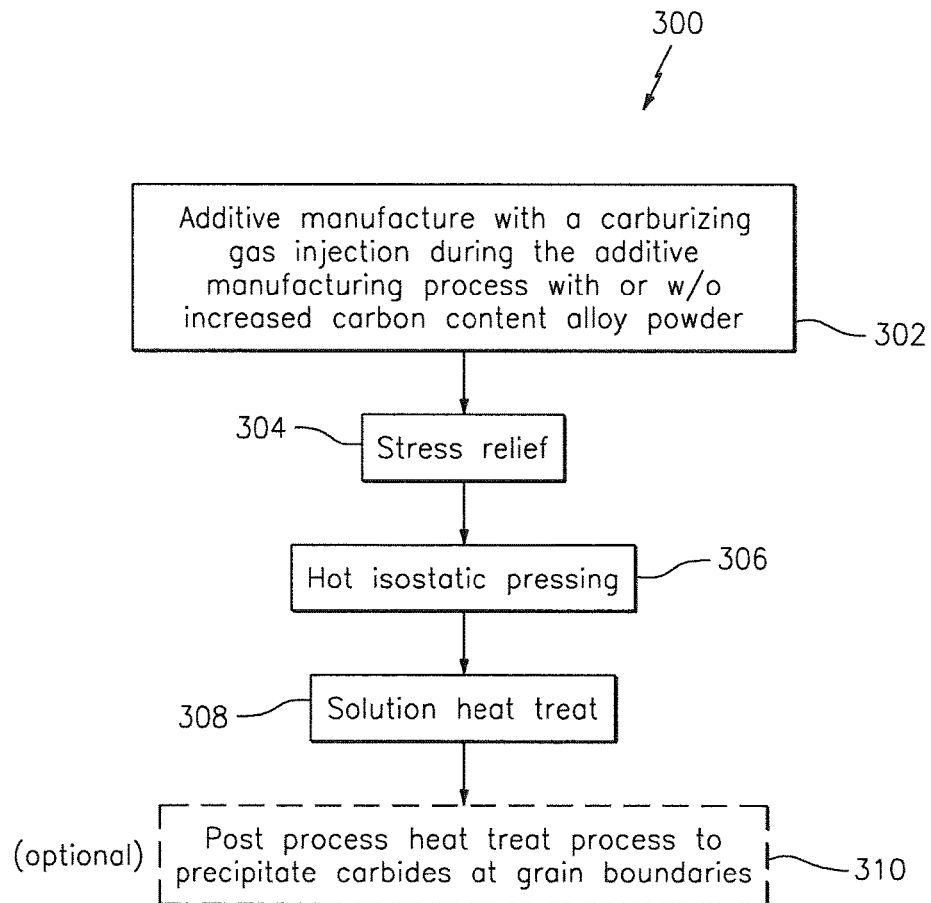 300
Additive manufacture with a carburizing
gas injection during the additive
manufacturing process with or w/o
increased carbon content alloy powder
302
304
Stress relief
306
Hot isostatic pressing
308
Solution heat treat
(optional)
Post process heat treat process to
precipitate carbides at grain boundaries
310